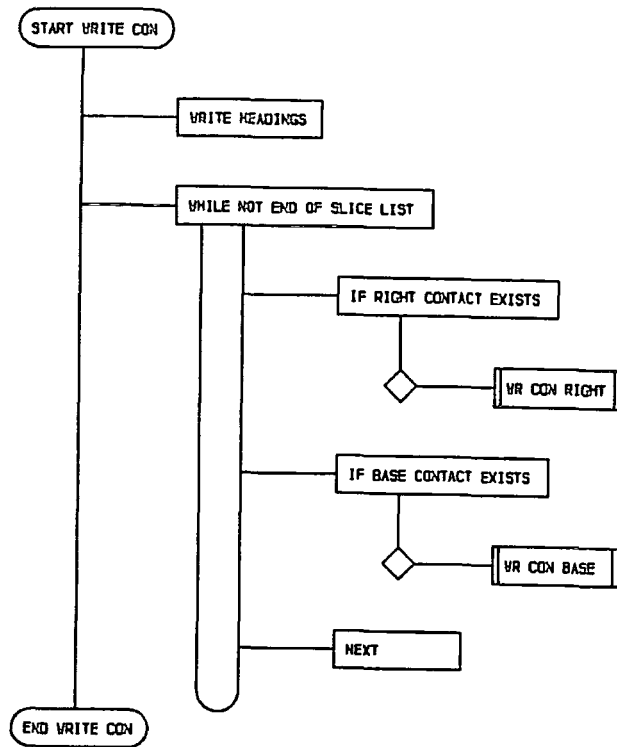 START WRITE CON
WRITE HEADINGS
WHILE NOT END OF SLICE LIST
IF RIGHT CONTACT EXISTS
WR CON RIGHT
IF BASE CONTACT EXISTS
WR CON BASE
NEXT
END WRITE CON